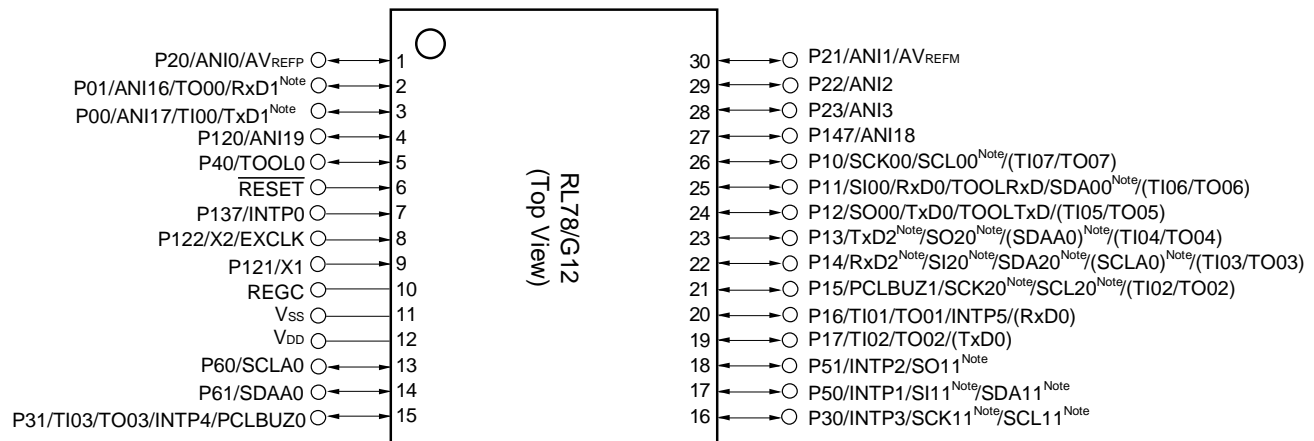 P20/ANI0/AVREFP 1
P01/ANI16/TO00/RxD1Note 2
P00/ANI17/TI00/TxD1Note 3
P120/ANI19 4
P40/TOOL0 5
RESET 6
P137/INTP0 7
P122/X2/EXCLK 8
P121/X1 9
REGC 10
VSS 11
VDD 12
P60/SCLA0 13
P61/SDAA0 14
P31/TI03/TO03/INTP4/PCLBUZ0 15
RL78/G12
(Top View)
30 P21/ANI1/AVREFM
29 P22/ANI2
28 P23/ANI3
27 P147/ANI18
26 P10/SCK00/SCL00Note/(TI07/TO07)
25 P11/SI00/RxD0/TOOLRxD/SDA00Note/(TI06/TO06)
24 P12/SO00/TxD0/TOOLTxD/(TI05/TO05)
23 P13/TxD2Note/SO20Note/(SDAA0)Note/(TI04/TO04)
22 P14/RxD2Note/SI20Note/SDA20Note/(SCLA0)Note/(TI03/TO03)
21 P15/PCLBUZ1/SCK20Note/SCL20Note/(TI02/TO02)
20 P16/TI01/TO01/INTP5/(RxD0)
19 P17/TI02/TO02/(TxD0)
18 P51/INTP2/SO11Note
17 P50/INTP1/SI11Note/SDA11Note
16 P30/INTP3/SCK11Note/SCL11Note